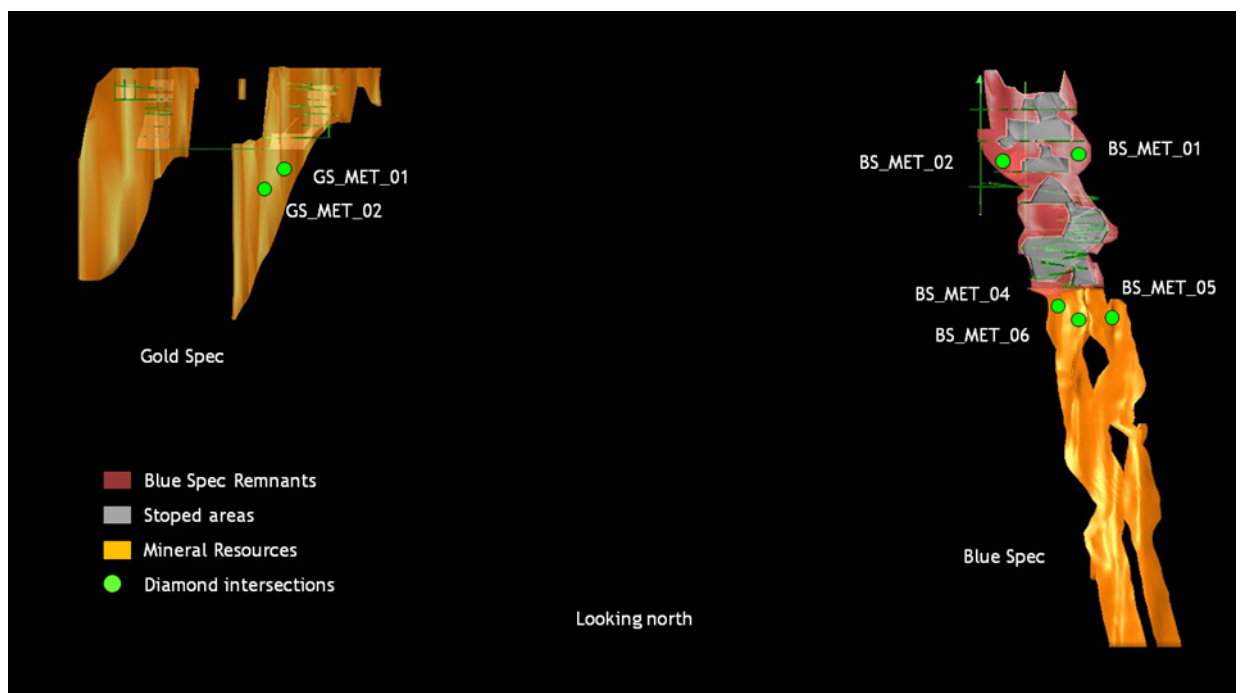 GS_MET_01
GS_MET_02
Gold Spec
BS_MET_02
BS_MET_01
BS_MET_04
BS_MET_05
BS_MET_06
Blue Spec Remnants
Stoped areas
Mineral Resources
Diamond intersections
Blue Spec
Looking north